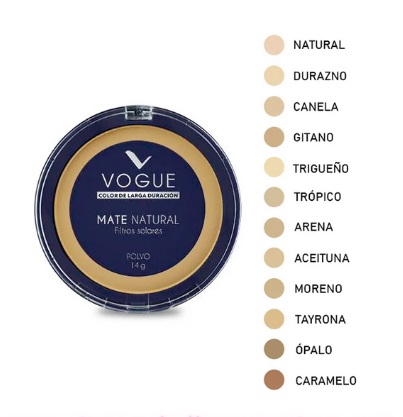 VOGUE
COLOR DE LARGA DURACIÓN
MATE NATURAL
Filtros solares
POLVO
14 g
NATURAL
DURAZNO
CANELA
GITANO
TRIGUEÑO
TRÓPICO
ARENA
ACEITUNA
MORENO
TAYRONA
ÓPALO
CARAMELO